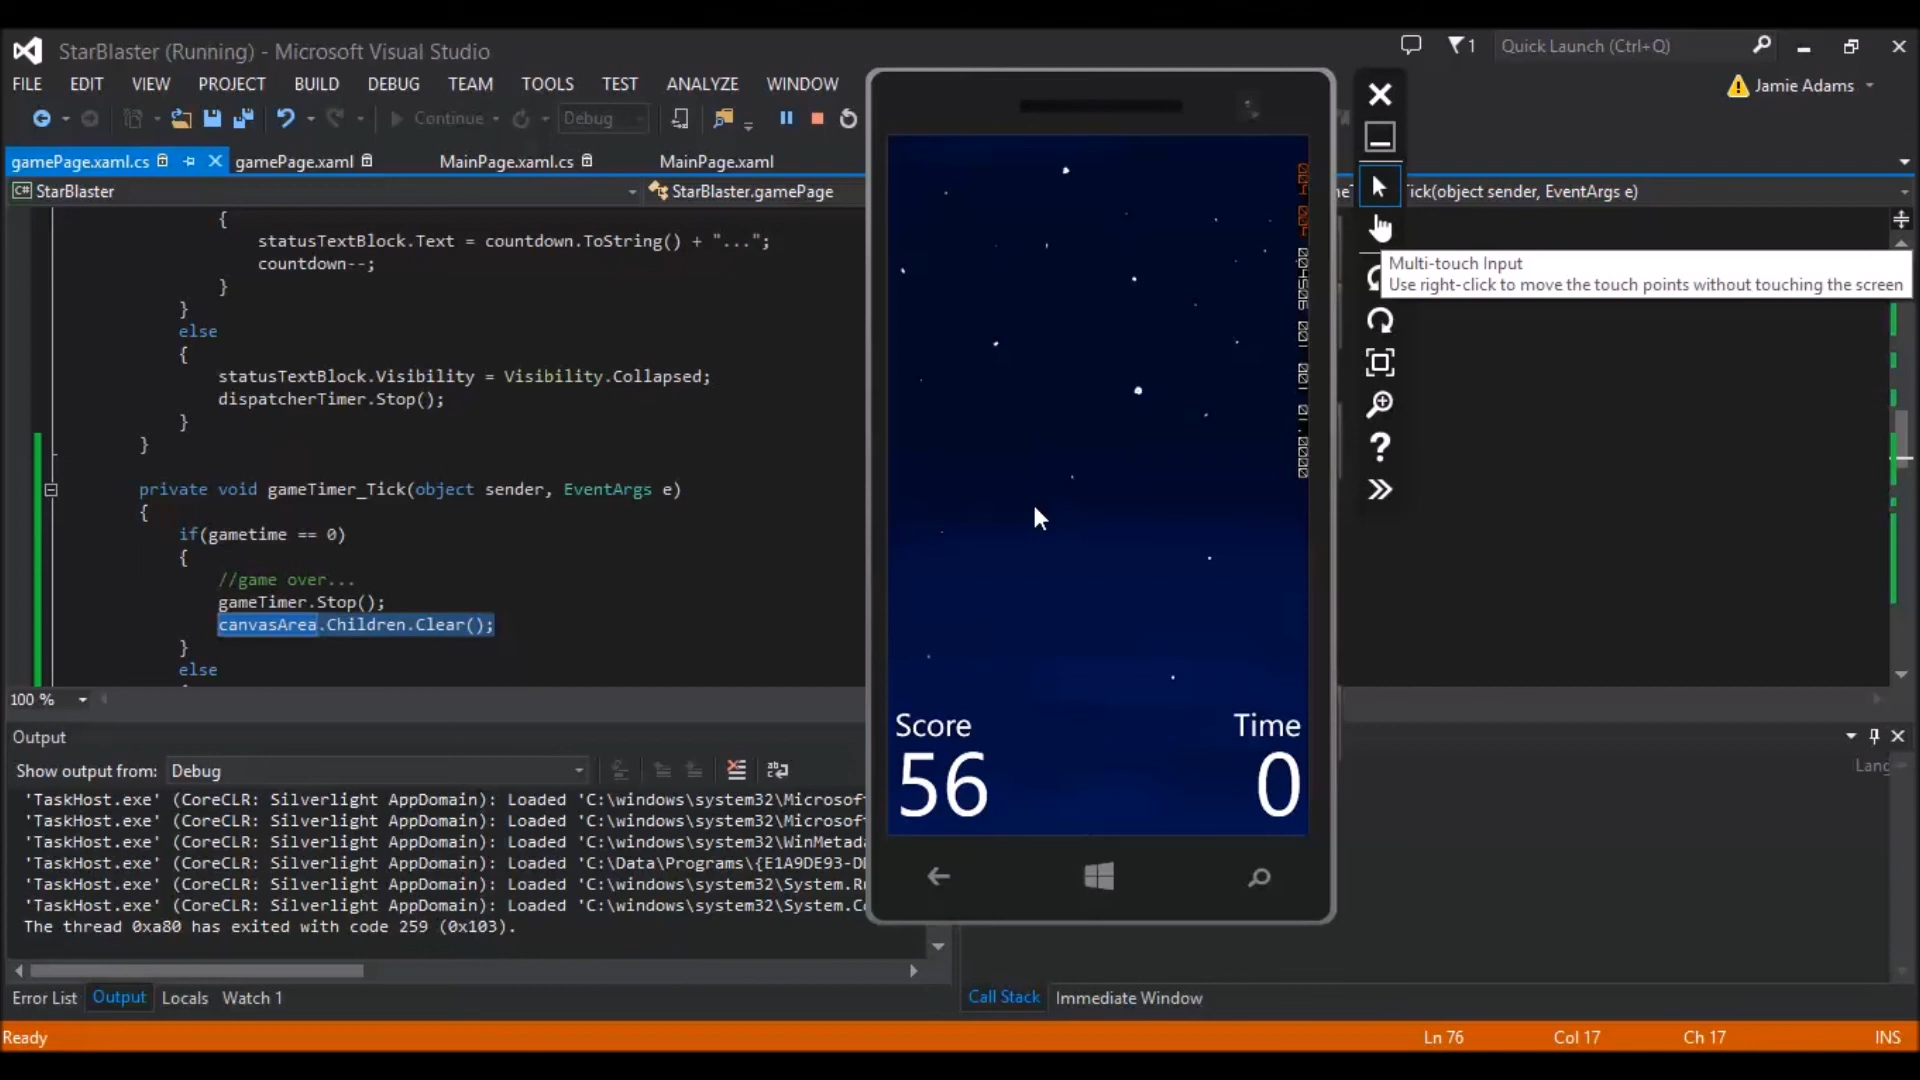 StarBlaster (Running) - Microsoft Visual Studio
1
Quick Launch (Ctrl+Q)
FILE EDIT VIEW PROJECT BUILD DEBUG TEAM TOOLS TEST ANALYZE WINDOW
Jamie Adams
Continue
Debug
gamePage.xaml.cs gamePage.xaml MainPage.xaml.cs MainPage.xaml
C# StarBlaster
StarBlaster.gamePage
ick(object sender, EventArgs e)
{
statusTextBlock.Text = countdown.ToString() + "...";
countdown--;
}
}
else
{
statusTextBlock.Visibility = Visibility.Collapsed;
dispatcherTimer.Stop();
}
}
private void gameTimer_Tick(object sender, EventArgs e)
{
if(gametime == 0)
{
//game over...
gameTimer.Stop();
canvasArea.Children.Clear();
}
else
100 %
Multi-touch Input
Use right-click to move the touch points without touching the screen
Score
Time
56
0
Output
Show output from: Debug
'TaskHost.exe' (CoreCLR: Silverlight AppDomain): Loaded 'C:\windows\system32\Microsof
'TaskHost.exe' (CoreCLR: Silverlight AppDomain): Loaded 'C:\windows\system32\Microsof
'TaskHost.exe' (CoreCLR: Silverlight AppDomain): Loaded 'C:\windows\system32\WinMetad
'TaskHost.exe' (CoreCLR: Silverlight AppDomain): Loaded 'C:\Data\Programs\{E1A9DE93-D
'TaskHost.exe' (CoreCLR: Silverlight AppDomain): Loaded 'C:\windows\system32\System.R
'TaskHost.exe' (CoreCLR: Silverlight AppDomain): Loaded 'C:\windows\system32\System.C
The thread 0xa80 has exited with code 259 (0x103).
Lang
Error List Output Locals Watch 1
Call Stack Immediate Window
Ready
Ln 76 Col 17 Ch 17 INS